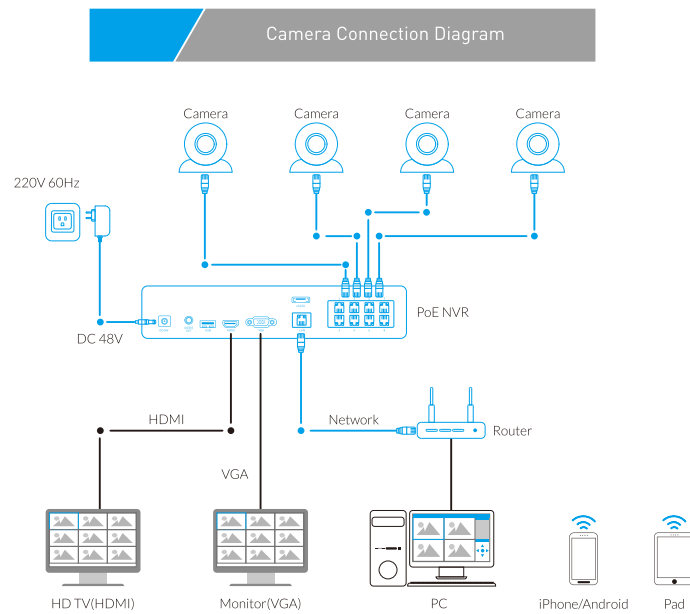 Camera Connection Diagram
Camera Camera Camera Camera
220V 60Hz
PoE NVR
DC 48V
HDMI
Network
Router
VGA
HD TV(HDMI)
Monitor(VGA)
PC
iPhone/Android
Pad